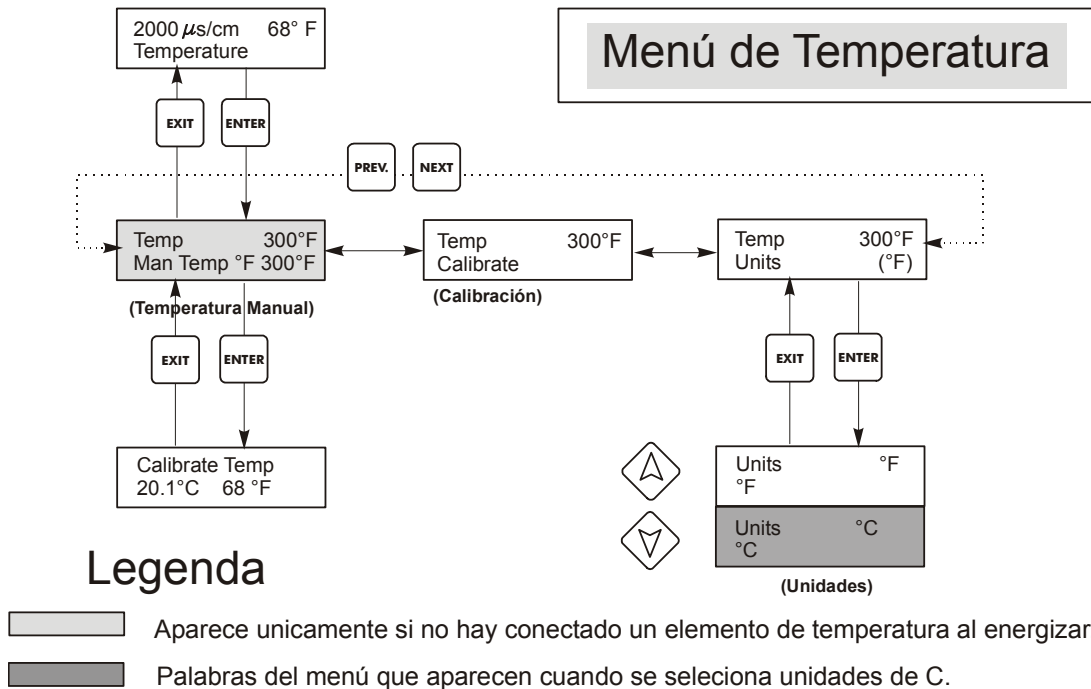 2000 μs/cm 68° F
Temperature
Menú de Temperatura
EXIT
ENTER
PREV.
NEXT
Temp 300°F
Man Temp °F 300°F
(Temperatura Manual)
Temp 300°F
Calibrate
(Calibración)
Temp 300°F
Units (°F)
EXIT
ENTER
EXIT
ENTER
Calibrate Temp
20.1°C 68 °F
Units °F
°F
Units °C
°C
(Unidades)
Legenda
Aparece unicamente si no hay conectado un elemento de temperatura al energizar
Palabras del menú que aparecen cuando se seleciona unidades de C.